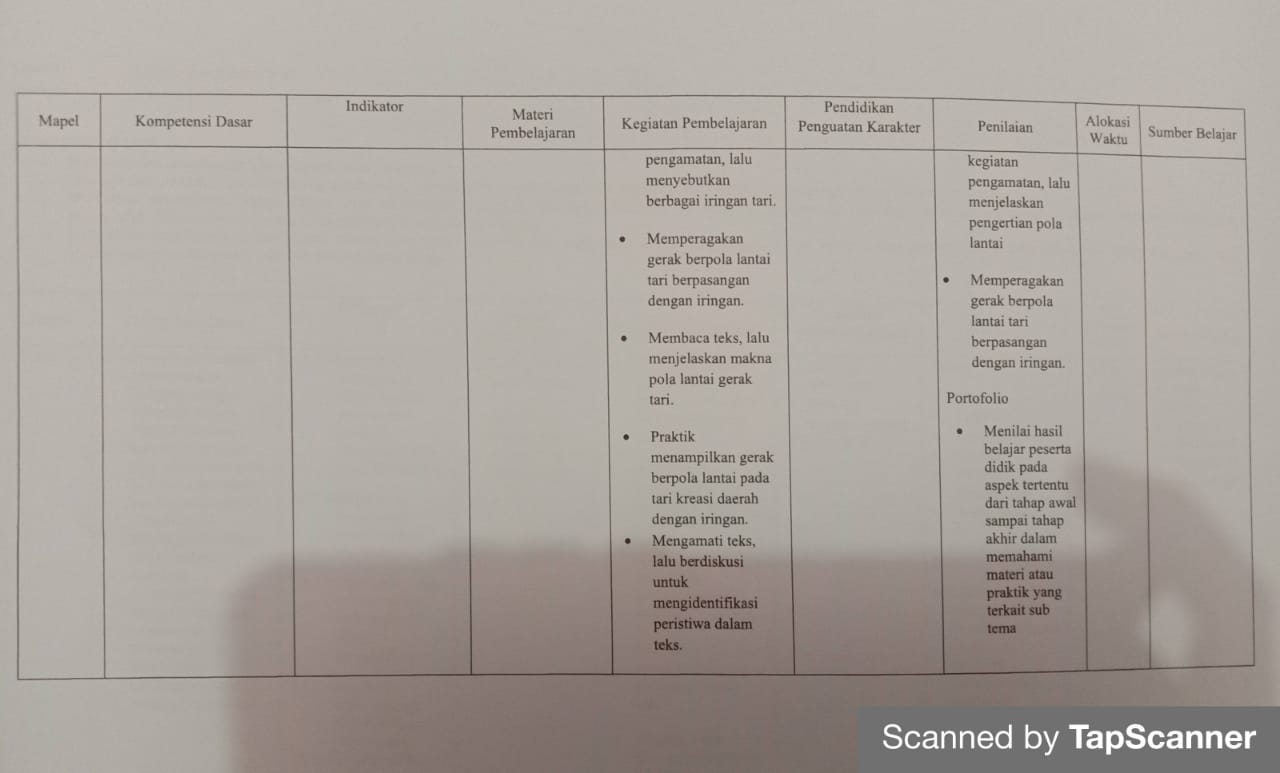 Mapel
Kompetensi Dasar
Indikator
Materi
Pembelajaran
Kegiatan Pembelajaran
Pendidikan
Penguatan Karakter
Penilaian
Alokasi
Waktu
Sumber Belajar
pengamatan, lalu
menyebutkan
berbagai iringan tari.
• Memperagakan
gerak berpola lantai
tari berpasangan
dengan iringan.
• Membaca teks, lalu
menjelaskan makna
pola lantai gerak
tari.
• Praktik
menampilkan gerak
berpola lantai pada
tari kreasi daerah
dengan iringan.
• Mengamati teks,
lalu berdiskusi
untuk
mengidentifikasi
peristiwa dalam
teks.
kegiatan
pengamatan, lalu
menjelaskan
pengertian pola
lantai
• Memperagakan
gerak berpola
lantai tari
berpasangan
dengan iringan.
Portofolio
• Menilai hasil
belajar peserta
didik pada
aspek tertentu
dari tahap awal
sampai tahap
akhir dalam
memahami
materi atau
praktik yang
terkait sub
tema
Scanned by TapScanner